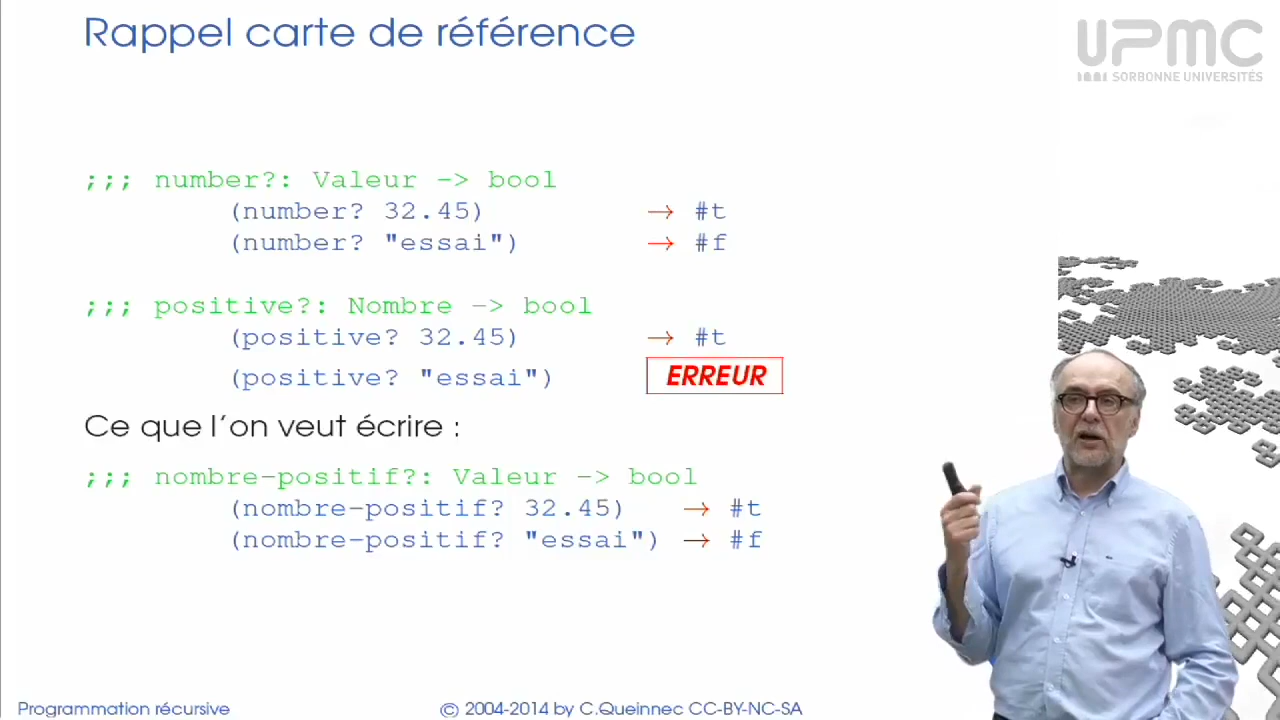 Rappel carte de référence
UPMC
SORBONNE UNIVERSITÉS
;;; number?: Valeur -> bool
(number? 32.45) → #t
(number? "essai") → #f
;;; positive?: Nombre -> bool
(positive? 32.45) → #t
(positive? "essai") ERREUR
Ce que l'on veut écrire :
;;; nombre-positif?: Valeur -> bool
(nombre-positif? 32.45) → #t
(nombre-positif? "essai") → #f
Programmation récursive
© 2004-2014 by C.Queinnec CC-BY-NC-SA